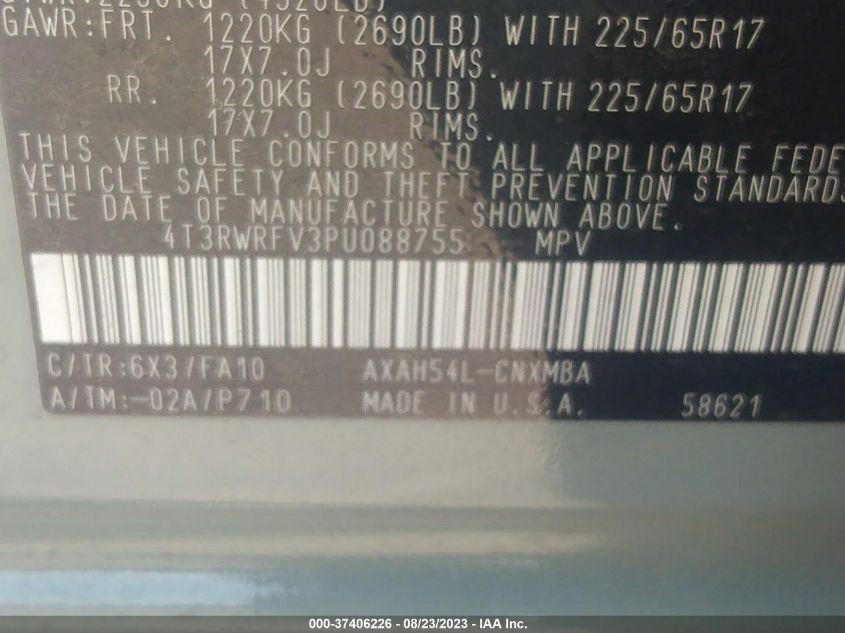 GVWR:2230KG (4920LB)
GAWR:FRT. 1220KG (2690LB) WITH 225/65R17
17X7.0J RIMS.
RR. 1220KG (2690LB) WITH 225/65R17
17X7.0J RIMS.
THIS VEHICLE CONFORMS TO ALL APPLICABLE FEDE
VEHICLE SAFETY AND THEFT PREVENTION STANDARDS
THE DATE OF MANUFACTURE SHOWN ABOVE.
4T3RWRFV3PU088755 MPV
C/TR:6X3/FA10 AXAH54L-CNXMBA
A/TM:-02A/P710 MADE IN U.S.A. 58621
000-37406226 - 08/23/2023 - IAA Inc.